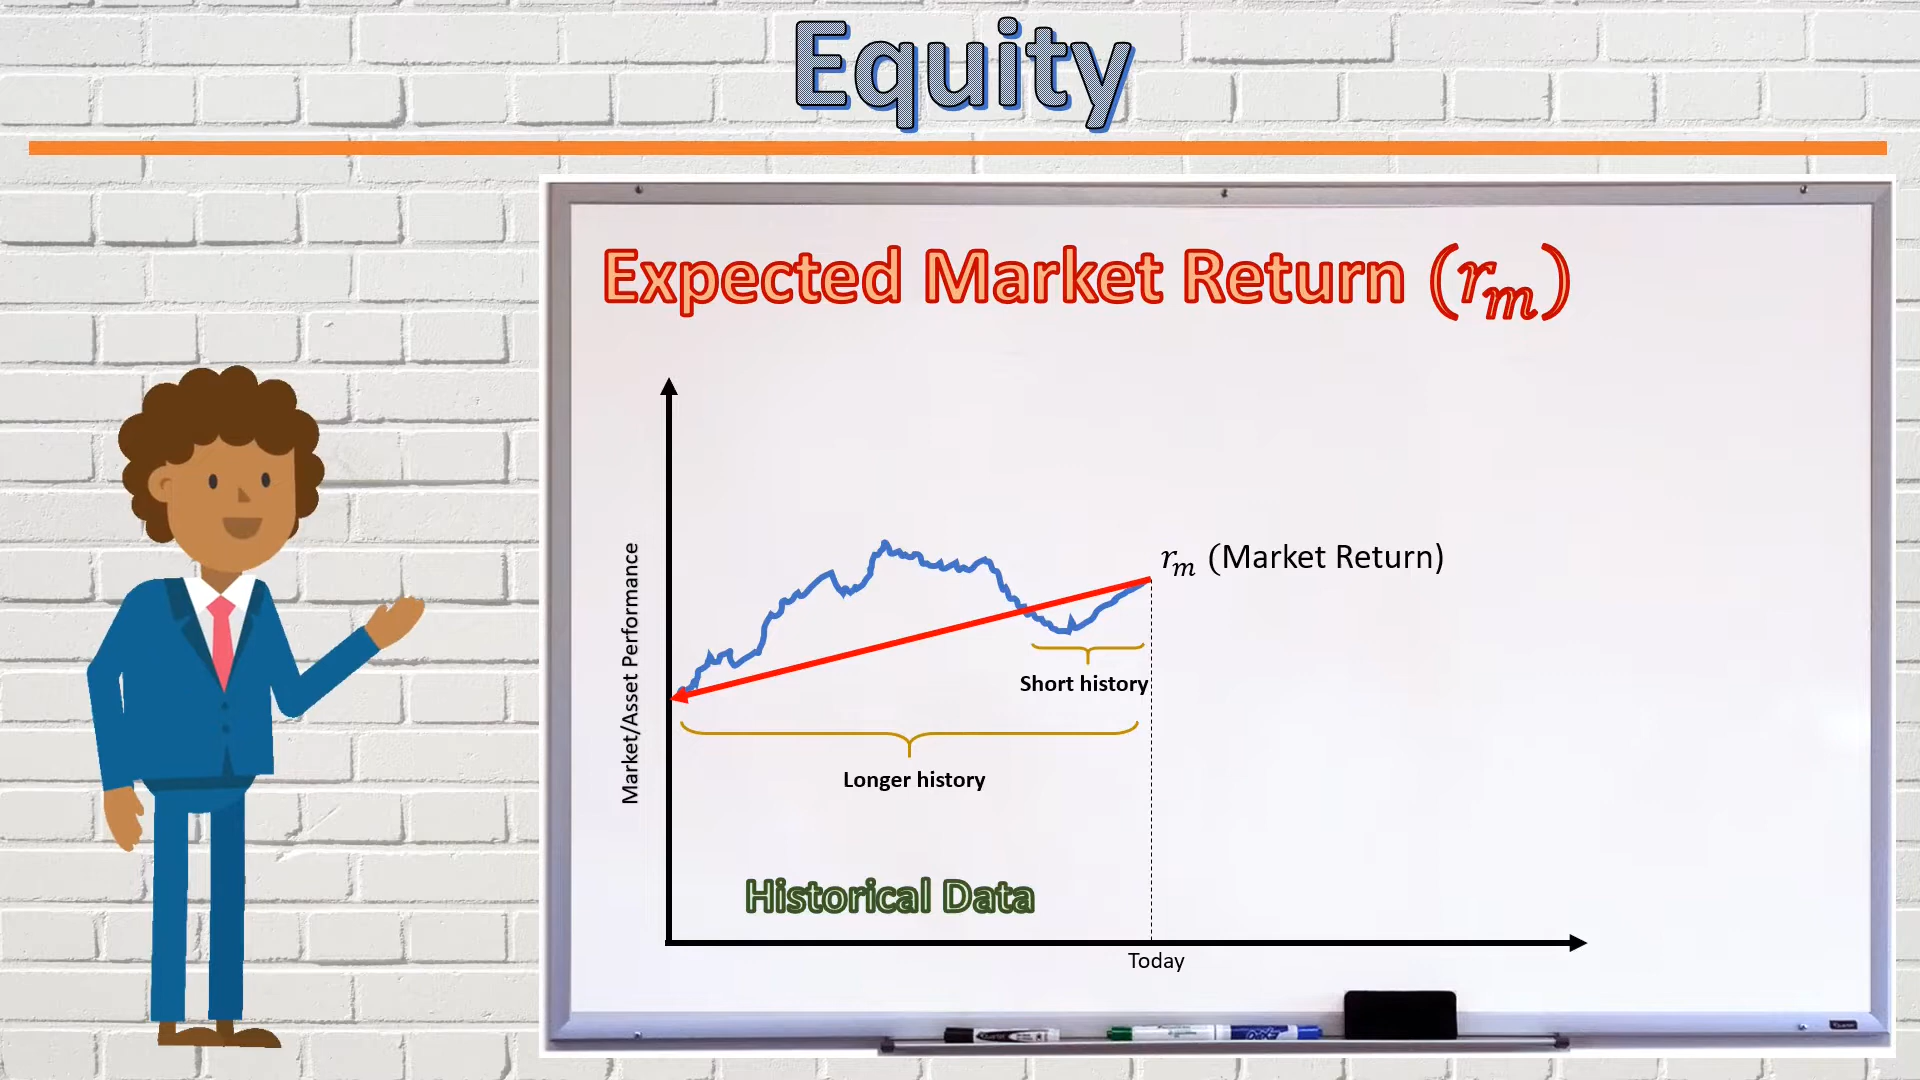 Equity
Expected Market Return (rₘ)
rₘ (Market Return)
Market/Asset Performance
Short history
Longer history
Historical Data
Today